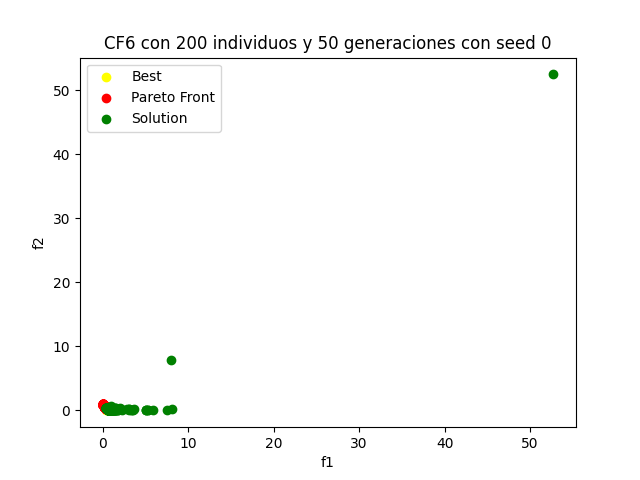 CF6 con 200 individuos y 50 generaciones con seed 0
Best
Pareto Front
Solution
50
40
30
20
10
0
f2
0 10 20 30 40 50
f1